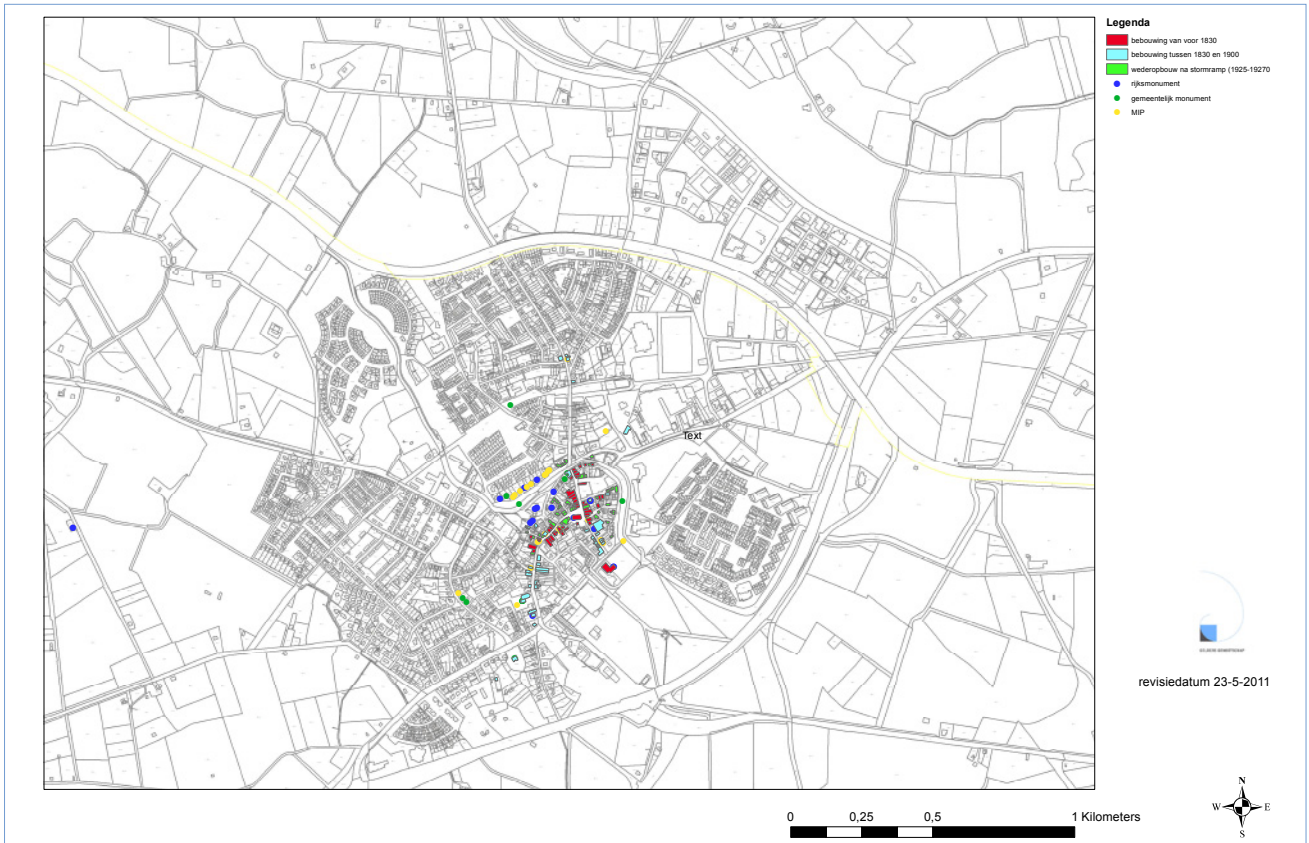 Legenda
bebouwing van voor 1830
bebouwing tussen 1830 en 1900
wederopbouw na stormramp (1925-19270
rijksmonument
gemeentelijk monument
MIP
Text
revisiedatum 23-5-2011
N
W E
S
0 0,25 0,5 1 Kilometers